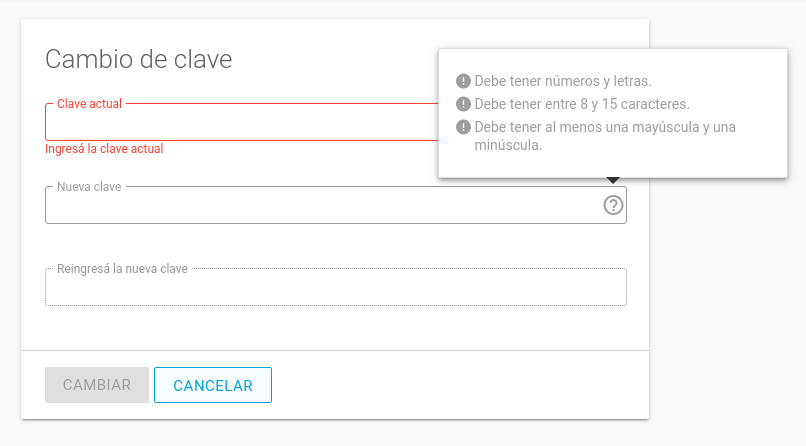 Cambio de clave
Debe tener números y letras.
Debe tener entre 8 y 15 caracteres.
Debe tener al menos una mayúscula y una
minúscula.
Clave actual
Ingresá la clave actual
Nueva clave
Reingresá la nueva clave
CAMBIAR
CANCELAR